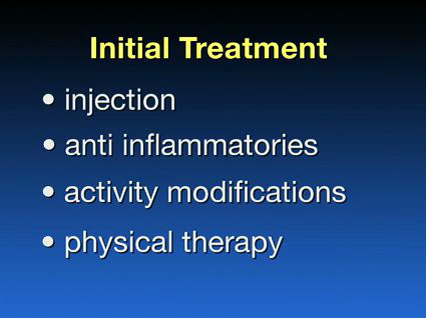 Initial Treatment
• injection
• anti inflammatories
• activity modifications
• physical therapy